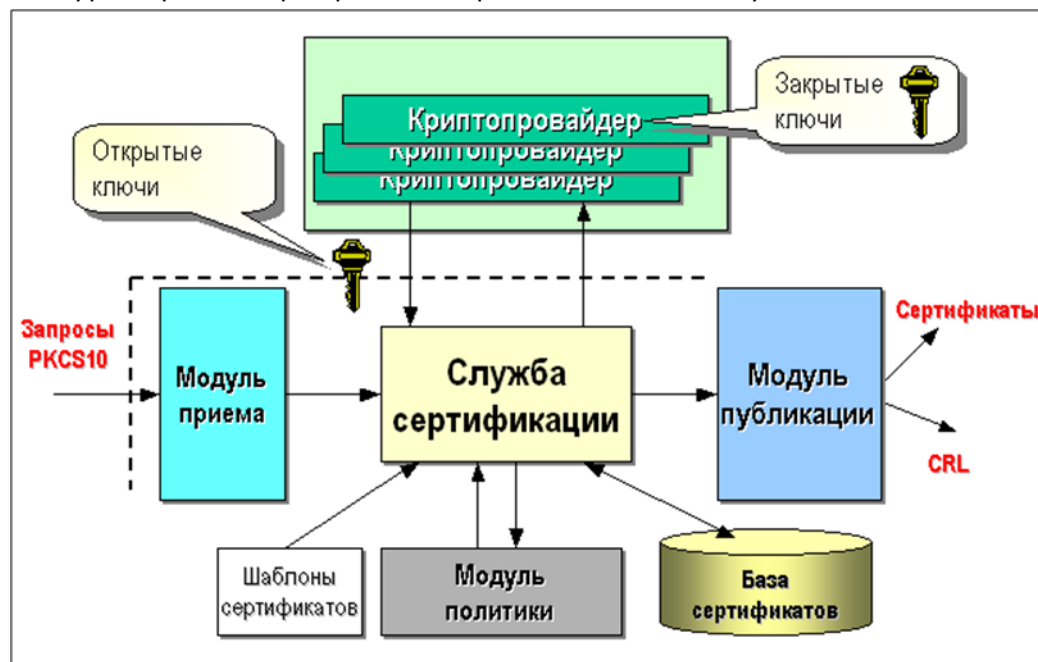 Криптопровайдер
Криптопровайдер
Криптопровайдер
Закрытые
ключи
Открытые
ключи
Запросы
PKCS10
Модуль
приема
Служба
сертификации
Модуль
публикации
Сертификаты
CRL
Шаблоны
сертификатов
Модуль
политики
База
сертификатов